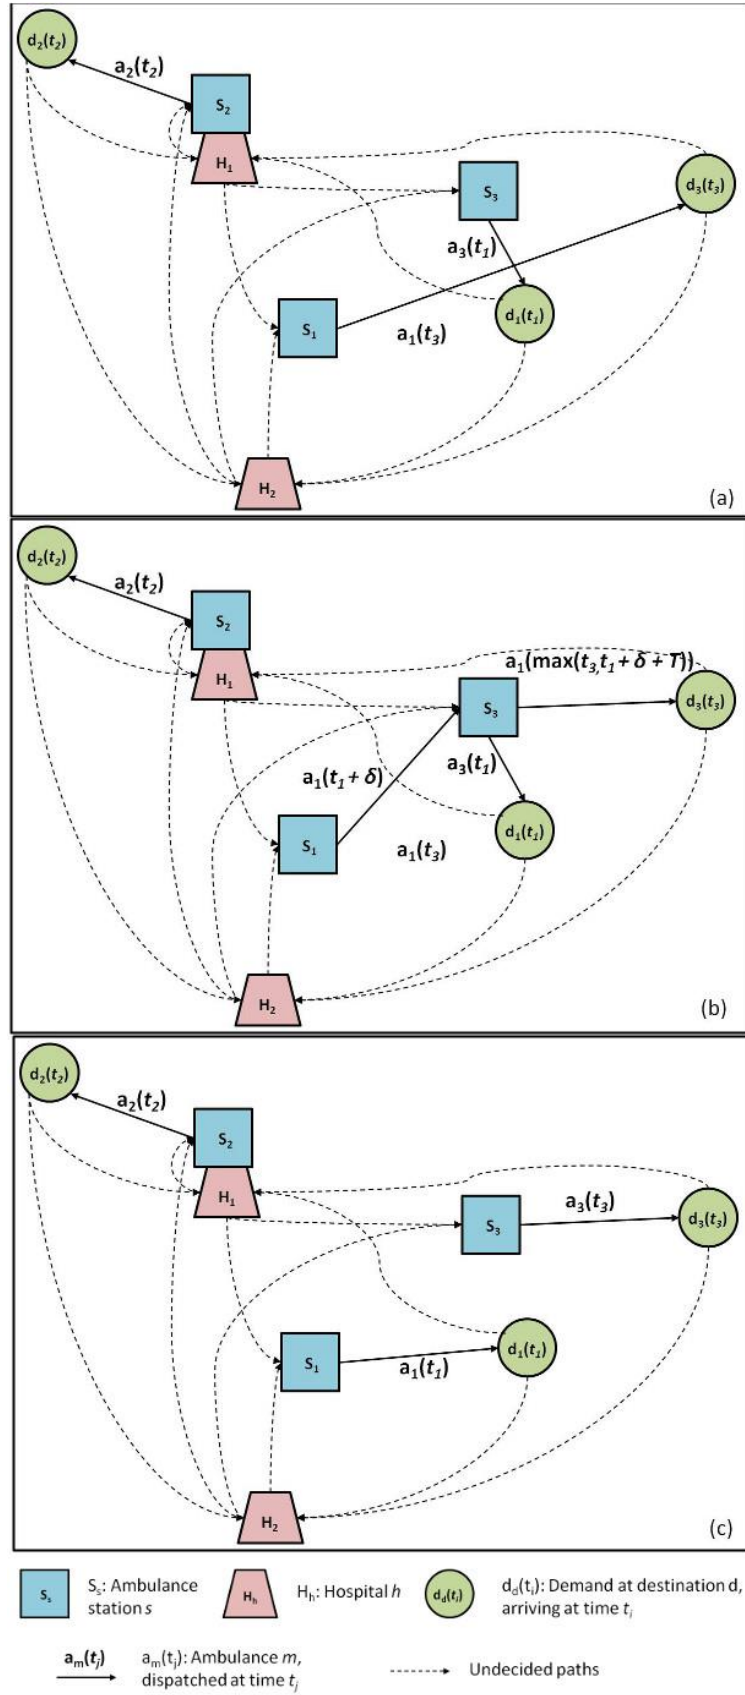 d₂(t₂)
a₂(t₂)
S₂
H₁
S₃
d₃(t₃)
a₃(t₁)
d₁(t₁)
S₁
a₁(t₃)
H₂
(a)
d₂(t₂)
a₂(t₂)
S₂
H₁
a₁(max(t₃,t₁ + δ + T))
S₃
d₃(t₃)
a₃(t₁)
a₁(t₁ + δ)
d₁(t₁)
S₁
a₁(t₃)
H₂
(b)
d₂(t₂)
a₂(t₂)
S₂
H₁
a₃(t₃)
S₃
d₃(t₃)
d₁(t₁)
S₁
a₁(t₁)
H₂
(c)
Sₛ
Sₛ: Ambulance
station s
Hₕ
Hₕ: Hospital h
d_d(tᵢ)
d_d(tᵢ): Demand at destination d,
arriving at time tᵢ
aₘ(tⱼ)
aₘ(tⱼ): Ambulance m,
dispatched at time tⱼ
Undecided paths